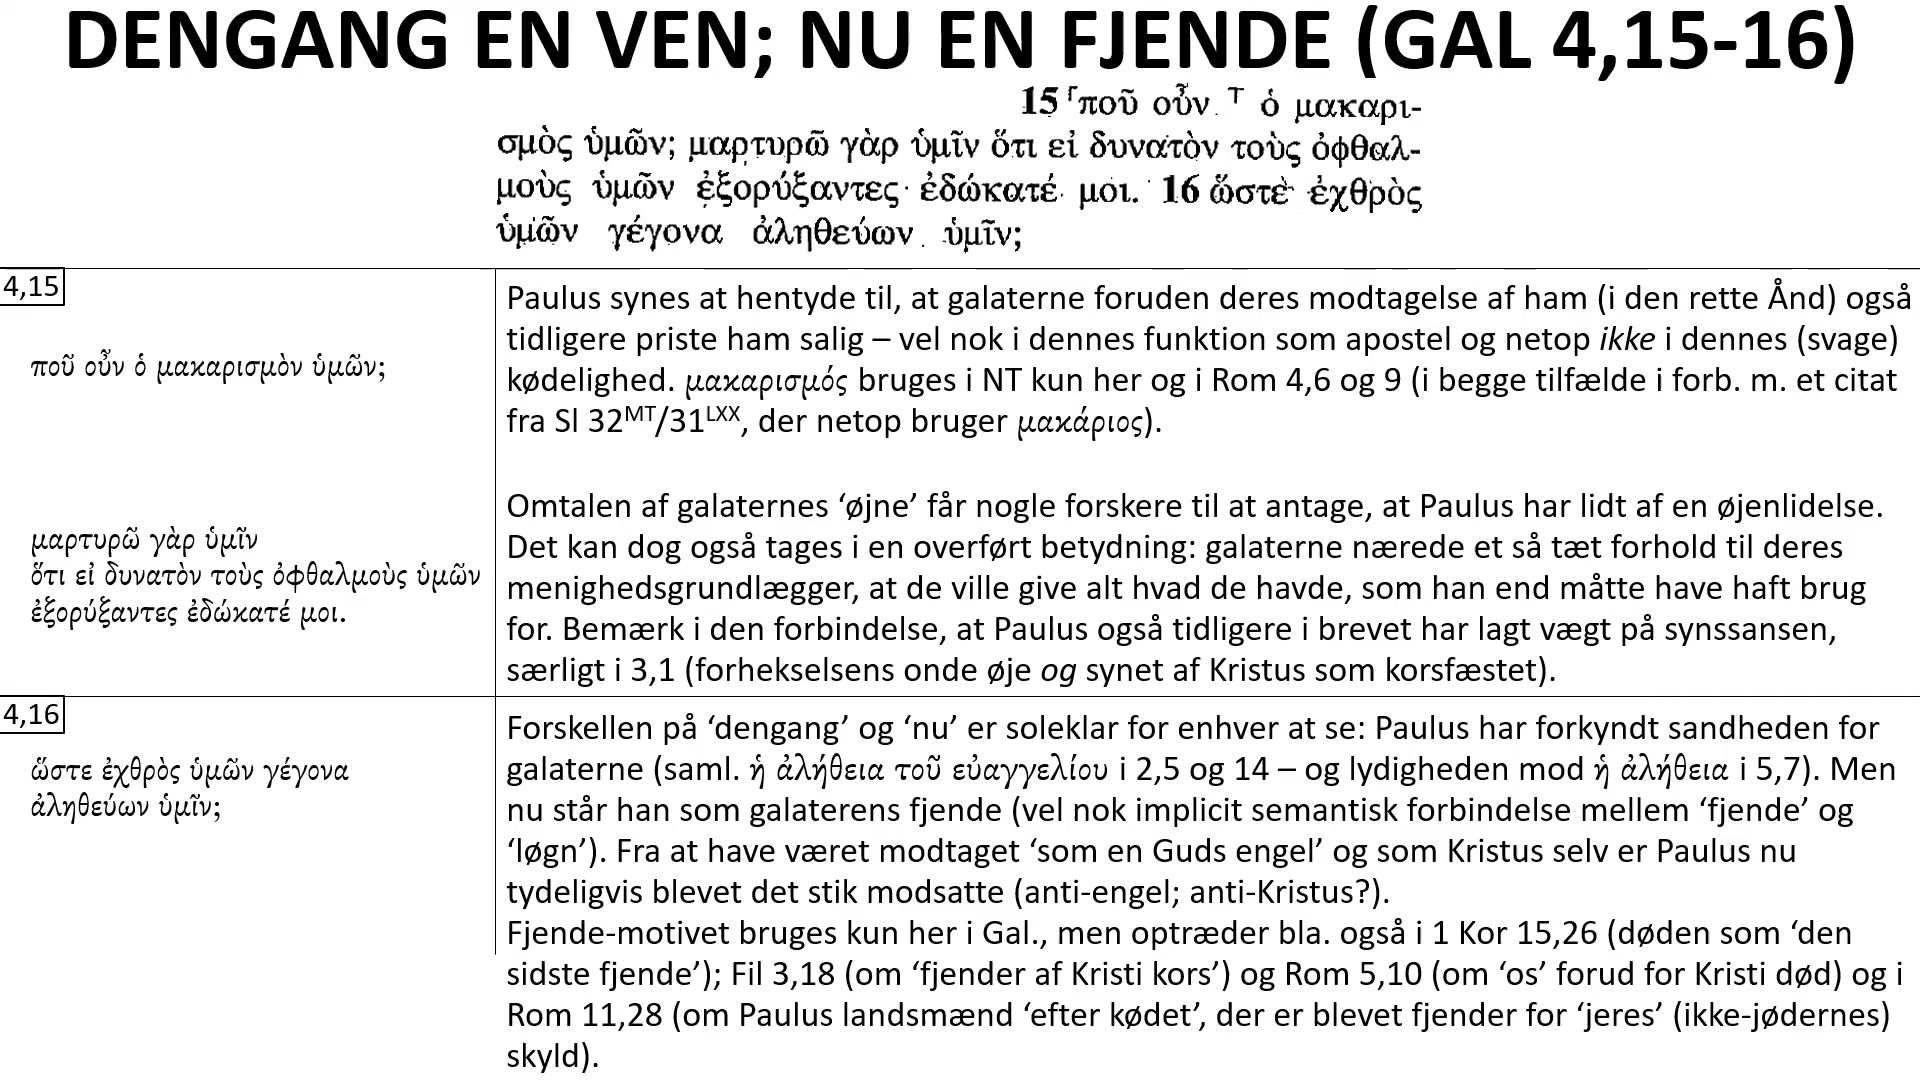 DENGANG EN VEN; NU EN FJENDE (GAL 4,15-16)
15 ⸀ποῦ οὖν ⸆ ὁ μακαρι-
σμὸς ὑμῶν; μαρτυρῶ γὰρ ὑμῖν ὅτι εἰ δυνατὸν τοὺς ὀφθαλ-
μοὺς ὑμῶν ἐξορύξαντες ἐδώκατέ μοι. 16 ὥστε ἐχθρὸς
ὑμῶν γέγονα ἀληθεύων ὑμῖν;
4,15
ποῦ οὖν ὁ μακαρισμὸν ὑμῶν;
Paulus synes at hentyde til, at galaterne foruden deres modtagelse af ham (i den rette Ånd) også
tidligere priste ham salig – vel nok i dennes funktion som apostel og netop ikke i dennes (svage)
kødelighed. μακαρισμός bruges i NT kun her og i Rom 4,6 og 9 (i begge tilfælde i forb. m. et citat
fra Sl 32MT/31LXX, der netop bruger μακάριος).
μαρτυρῶ γὰρ ὑμῖν
ὅτι εἰ δυνατὸν τοὺς ὀφθαλμοὺς ὑμῶν
ἐξορύξαντες ἐδώκατέ μοι.
Omtalen af galaternes ‘øjne’ får nogle forskere til at antage, at Paulus har lidt af en øjenlidelse.
Det kan dog også tages i en overført betydning: galaterne nærede et så tæt forhold til deres
menighedsgrundlægger, at de ville give alt hvad de havde, som han end måtte have haft brug
for. Bemærk i den forbindelse, at Paulus også tidligere i brevet har lagt vægt på synssansen,
særligt i 3,1 (forhekselsens onde øje og synet af Kristus som korsfæstet).
4,16
ὥστε ἐχθρὸς ὑμῶν γέγονα
ἀληθεύων ὑμῖν;
Forskellen på ‘dengang’ og ‘nu’ er soleklar for enhver at se: Paulus har forkyndt sandheden for
galaterne (saml. ἡ ἀλήθεια τοῦ εὐαγγελίου i 2,5 og 14 – og lydigheden mod ἡ ἀλήθεια i 5,7). Men
nu står han som galaterens fjende (vel nok implicit semantisk forbindelse mellem ‘fjende’ og
‘løgn’). Fra at have været modtaget ‘som en Guds engel’ og som Kristus selv er Paulus nu
tydeligvis blevet det stik modsatte (anti-engel; anti-Kristus?).
Fjende-motivet bruges kun her i Gal., men optræder bla. også i 1 Kor 15,26 (døden som ‘den
sidste fjende’); Fil 3,18 (om ‘fjender af Kristi kors’) og Rom 5,10 (om ‘os’ forud for Kristi død) og i
Rom 11,28 (om Paulus landsmænd ‘efter kødet’, der er blevet fjender for ‘jeres’ (ikke-jødernes)
skyld).